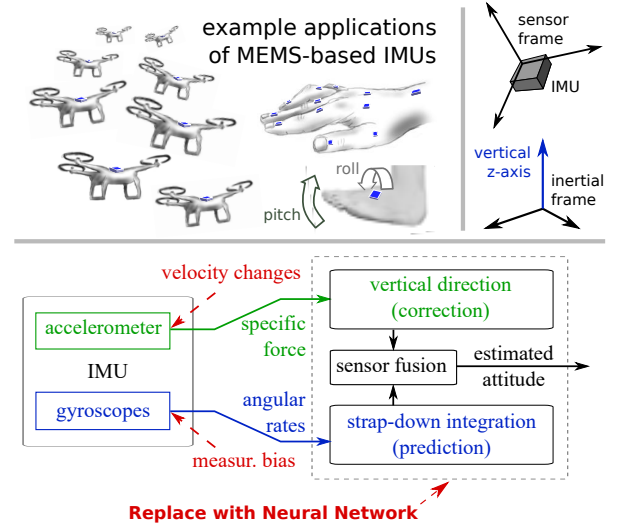 example applications
of MEMS-based IMUs
roll
pitch
sensor
frame
IMU
vertical
z-axis
inertial
frame
velocity changes
accelerometer
specific
force
IMU
gyroscopes
angular
rates
measur. bias
vertical direction
(correction)
sensor fusion
estimated
attitude
strap-down integration
(prediction)
Replace with Neural Network